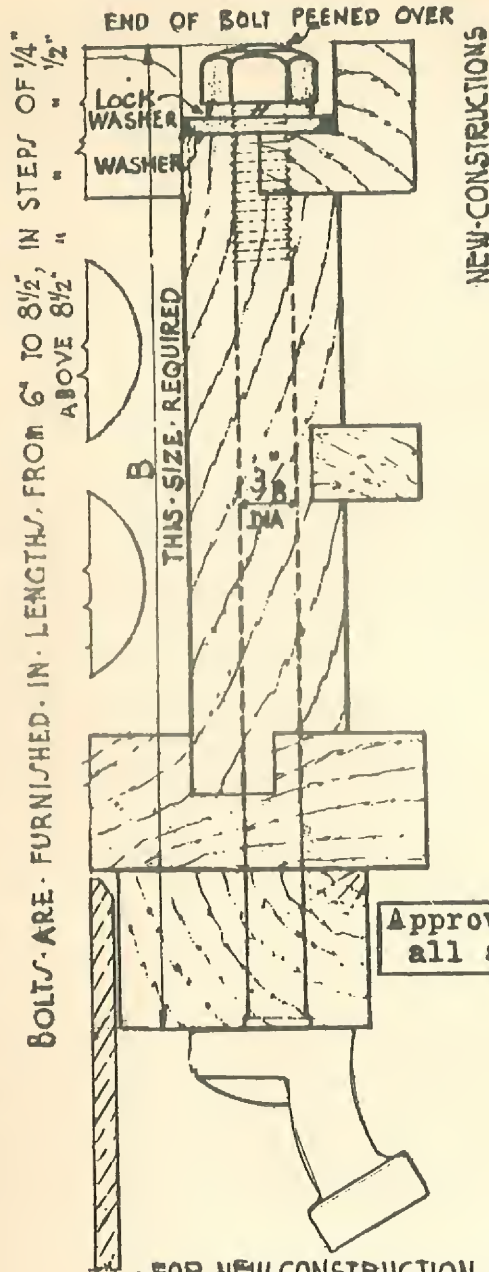 END OF BOLT PEENED OVER
BOLTS·ARE·FURNISHED·IN·LENGTHS, FROM 6" TO 8½", IN STEPS OF ¼"
ABOVE 8½" " " " ½"
NEW·CONSTRUCTIONS
LOCK
WASHER
WASHER
B
THIS·SIZE·REQUIRED
3/8"
DIA
Approv
all
FOR NEW CONSTRUCTION